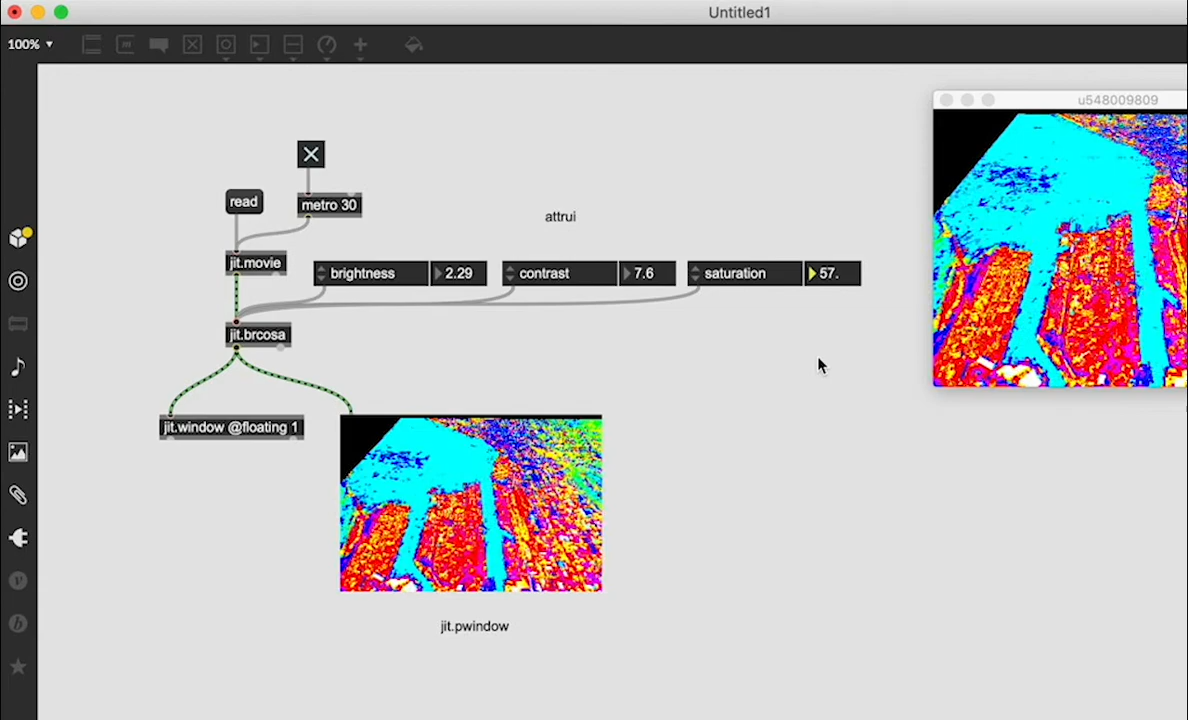 Untitled1
100%
u548009809
read
metro 30
attrui
jit.movie
brightness 2.29 contrast 7.6 saturation 57.
jit.brcosa
jit.window @floating 1
jit.pwindow